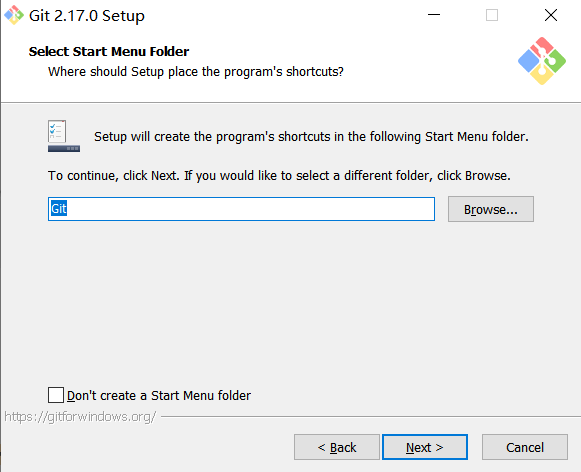 Git 2.17.0 Setup
Select Start Menu Folder
Where should Setup place the program's shortcuts?
Setup will create the program's shortcuts in the following Start Menu folder.
To continue, click Next. If you would like to select a different folder, click Browse.
Git
Browse...
Don't create a Start Menu folder
https://gitforwindows.org/
< Back
Next >
Cancel